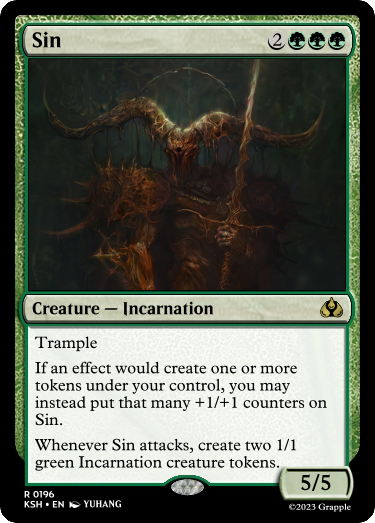 Sin 2
Creature — Incarnation
Trample
If an effect would create one or more
tokens under your control, you may
instead put that many +1/+1 counters on
Sin.
Whenever Sin attacks, create two 1/1
green Incarnation creature tokens.
5/5
R 0196
KSH • EN YUHANG
©2023 Grapple